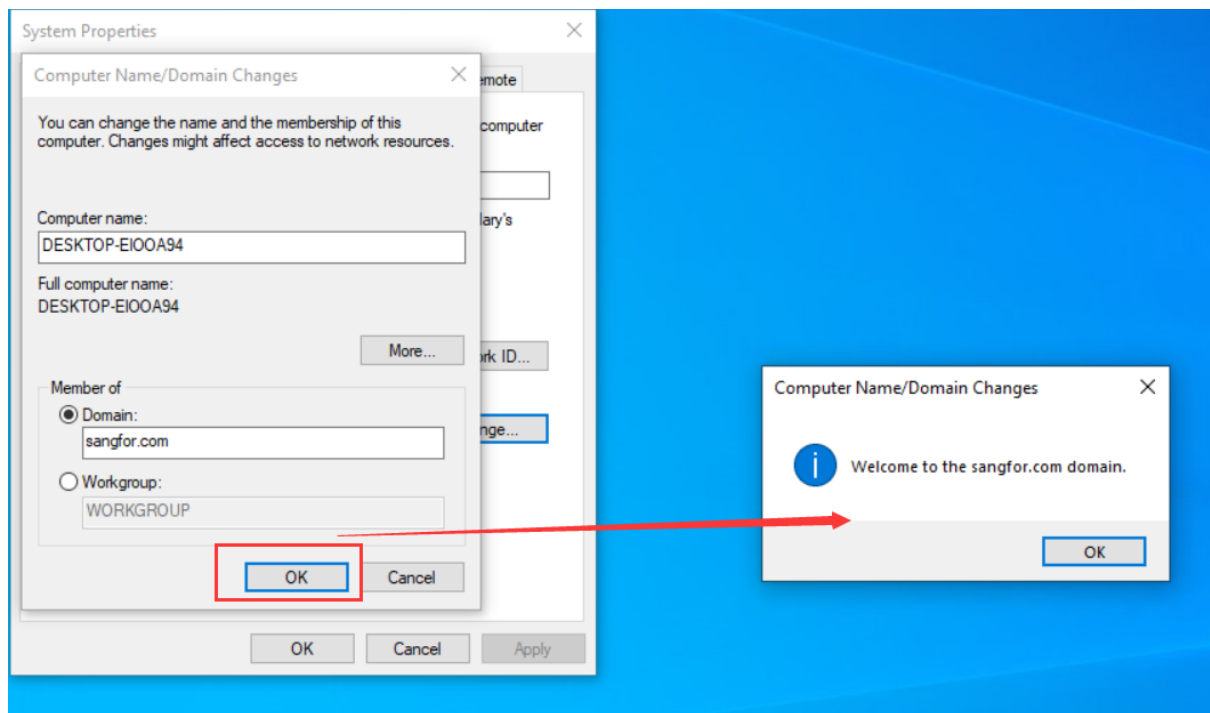 System Properties
Computer Name/Domain Changes
emote
You can change the name and the membership of this
computer. Changes might affect access to network resources.
computer
Computer name:
lary's
DESKTOP-EIOOA94
Full computer name:
DESKTOP-EIOOA94
More...
ork ID...
Member of
Domain:
sangfor.com
nge...
Workgroup:
WORKGROUP
OK
Cancel
OK
Cancel
Apply
Computer Name/Domain Changes
i
Welcome to the sangfor.com domain.
OK